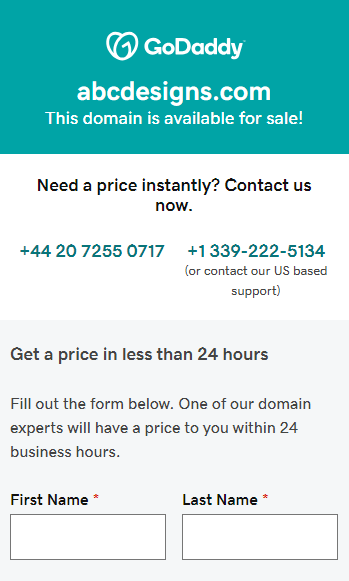 GoDaddy
abcdesigns.com
This domain is available for sale!
Need a price instantly? Contact us
now.
+44 20 7255 0717
+1 339-222-5134
(or contact our US based
support)
Get a price in less than 24 hours
Fill out the form below. One of our domain
experts will have a price to you within 24
business hours.
First Name *
Last Name *